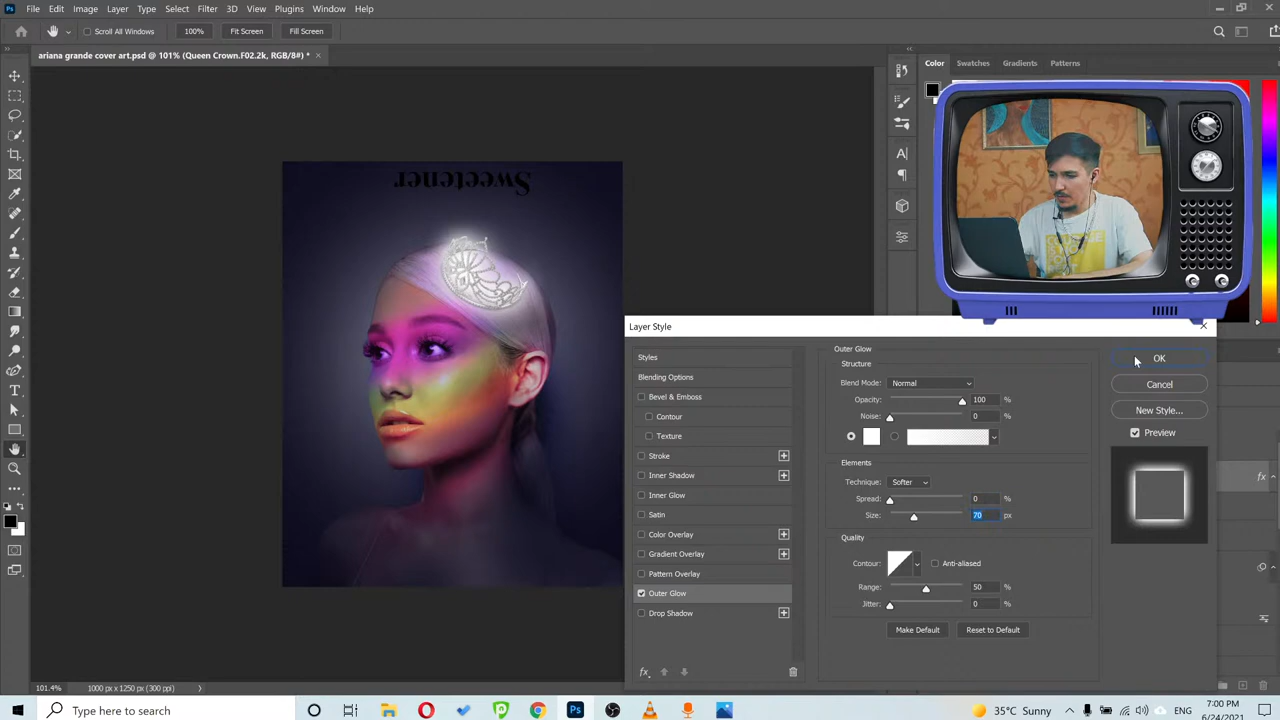 Ps File Edit Image Layer Type Select Filter 3D View Plugins Window Help
Scroll All Windows 100% Fit Screen Fill Screen
ariana grande cover art.psd @ 101% (Queen Crown.F02.2k, RGB/8#) * ×
Color Swatches Gradients Patterns
Sweetener
Layer Style
Styles
Blending Options
Bevel & Emboss
Contour
Texture
Stroke
Inner Shadow
Inner Glow
Satin
Color Overlay
Gradient Overlay
Pattern Overlay
Outer Glow
Drop Shadow
fx
Outer Glow
Structure
Blend Mode: Normal
Opacity: 100 %
Noise: 0 %
Elements
Technique: Softer
Spread: 0 %
Size: 70 px
Quality
Contour: Anti-aliased
Range: 50 %
Jitter: 0 %
Make Default Reset to Default
OK
Cancel
New Style...
Preview
fx
101.4% 1000 px x 1250 px (300 ppi)
Type here to search
Ps
35°C Sunny
ENG
7:00 PM
6/24/2021